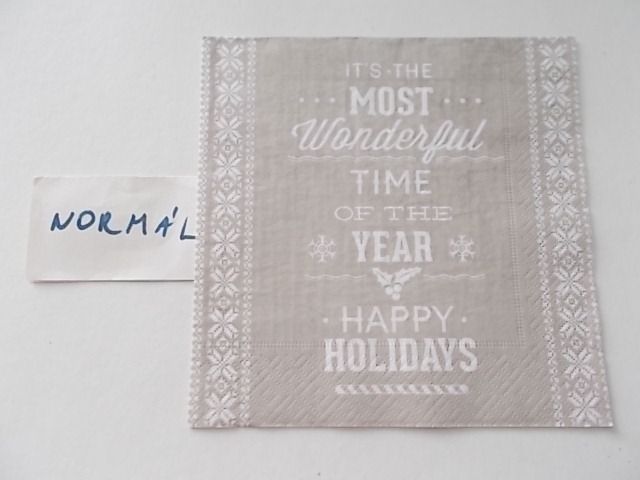 IT'S·THE
MOST
Wonderful
TIME
OF THE
YEAR
·HAPPY·
HOLIDAYS
NORMÁL